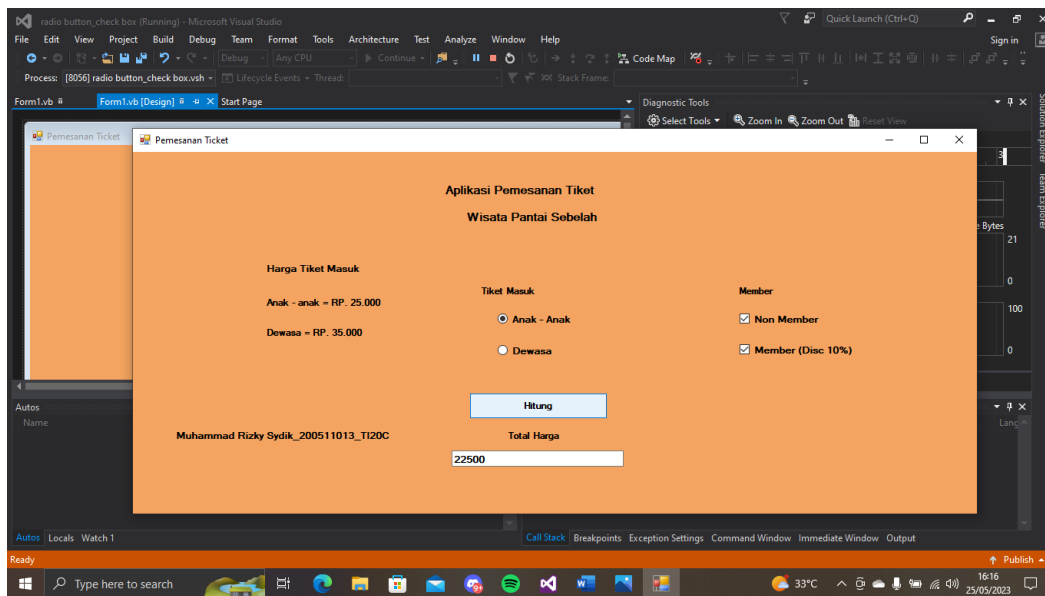 radio button_check box (Running) - Microsoft Visual Studio
Quick Launch (Ctrl+Q)
File Edit View Project Build Debug Team Format Tools Architecture Test Analyze Window Help
Sign in
Debug Any CPU Continue Code Map
Process: [8056] radio button_check box.vsh Lifecycle Events Thread: Stack Frame:
Form1.vb Form1.vb [Design] Start Page
Diagnostic Tools
Select Tools Zoom In Zoom Out Reset View
Solution Explorer
Team Explorer
Pemesanan Ticket
Pemesanan Ticket
3
Aplikasi Pemesanan Tiket
Wisata Pantai Sebelah
Bytes
21
0
100
0
Harga Tiket Masuk
Anak - anak = RP. 25.000
Dewasa = RP. 35.000
Tiket Masuk
Anak - Anak
Dewasa
Member
Non Member
Member (Disc 10%)
Hitung
Muhammad Rizky Sydik_200511013_TI20C
Total Harga
22500
Autos
Name
Lang
Autos Locals Watch 1
Call Stack Breakpoints Exception Settings Command Window Immediate Window Output
Ready
Publish
Type here to search
33°C
16:16
25/05/2023